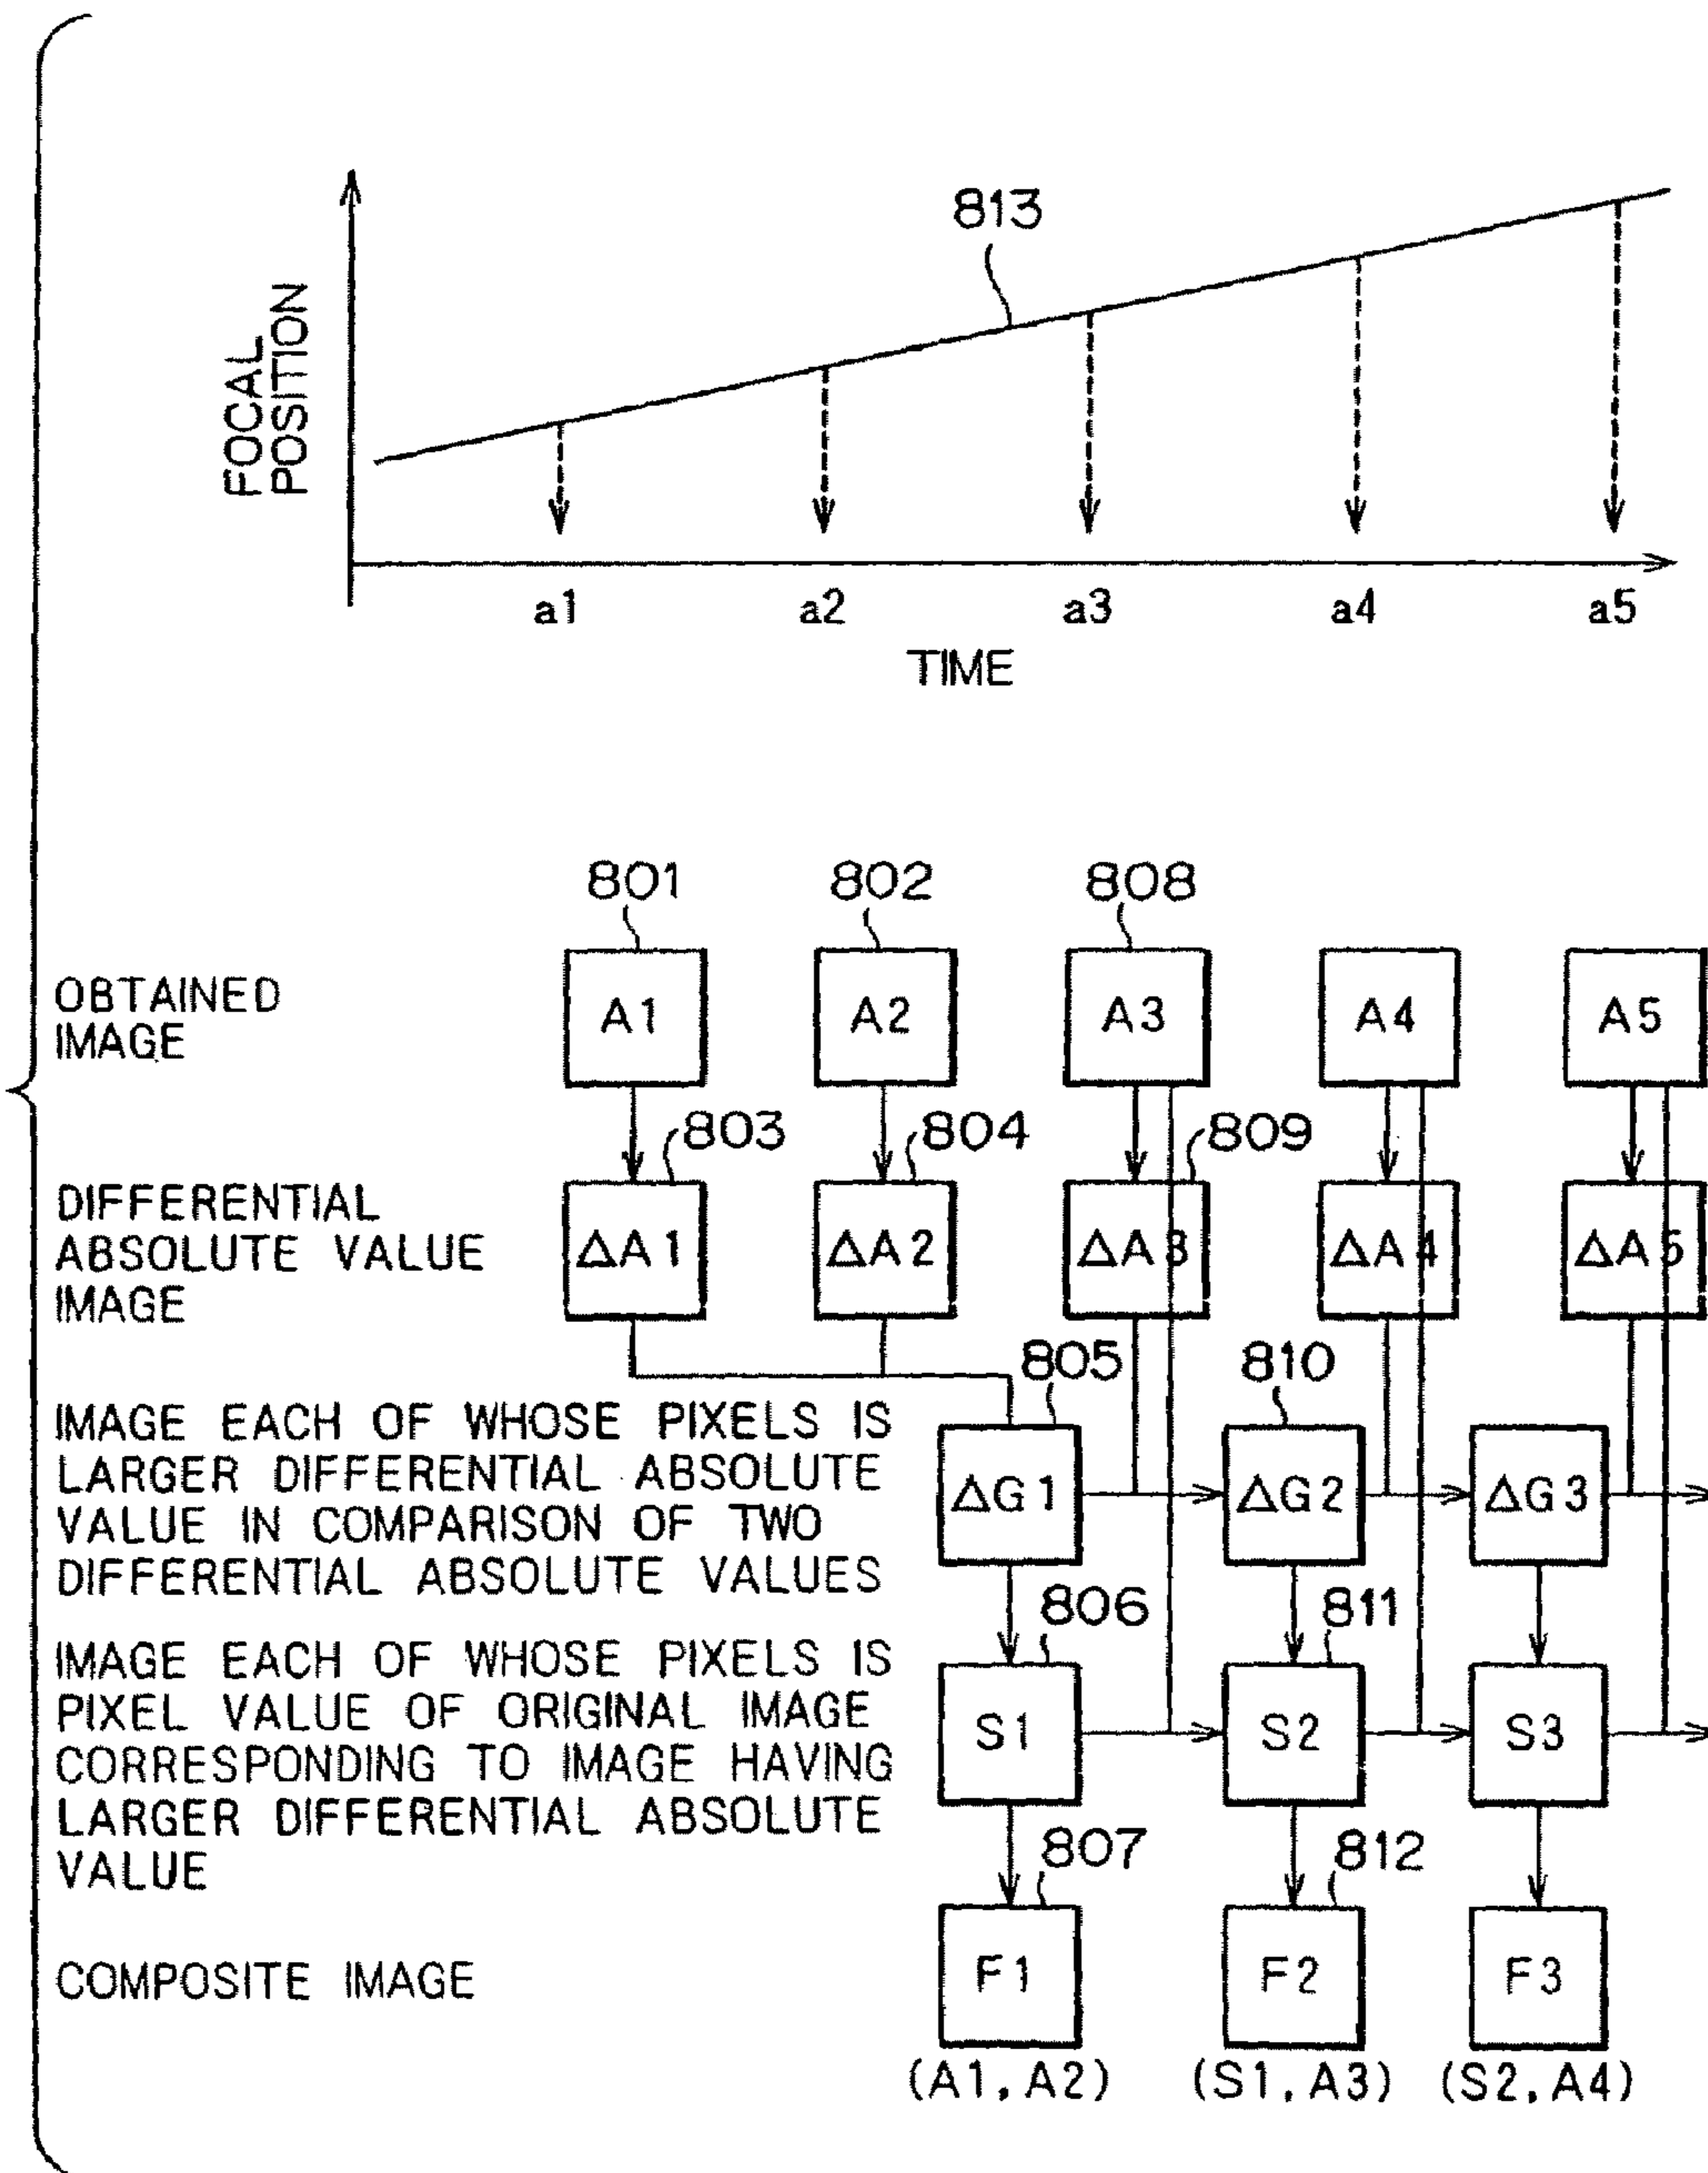 813
FOCAL
POSITION
a1 a2 a3 a4 a5
TIME
801 802 808
OBTAINED
IMAGE
A1 A2 A3 A4 A5
803 804 809
DIFFERENTIAL
ABSOLUTE VALUE
IMAGE
ΔA1 ΔA2 ΔA3 ΔA4 ΔA5
805 810
IMAGE EACH OF WHOSE PIXELS IS
LARGER DIFFERENTIAL ABSOLUTE
VALUE IN COMPARISON OF TWO
DIFFERENTIAL ABSOLUTE VALUES
ΔG1 ΔG2 ΔG3
806 811
IMAGE EACH OF WHOSE PIXELS IS
PIXEL VALUE OF ORIGINAL IMAGE
CORRESPONDING TO IMAGE HAVING
LARGER DIFFERENTIAL ABSOLUTE
VALUE
S1 S2 S3
807 812
COMPOSITE IMAGE
F1 F2 F3
(A1, A2) (S1, A3) (S2, A4)